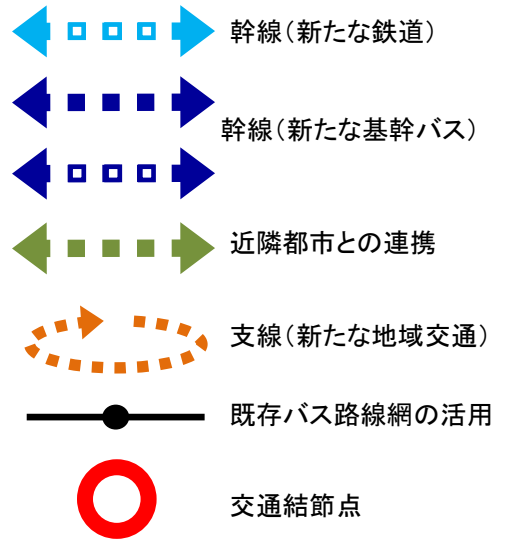 幹線（新たな鉄道）
幹線（新たな基幹バス）
近隣都市との連携
支線（新たな地域交通）
既存バス路線網の活用
交通結節点